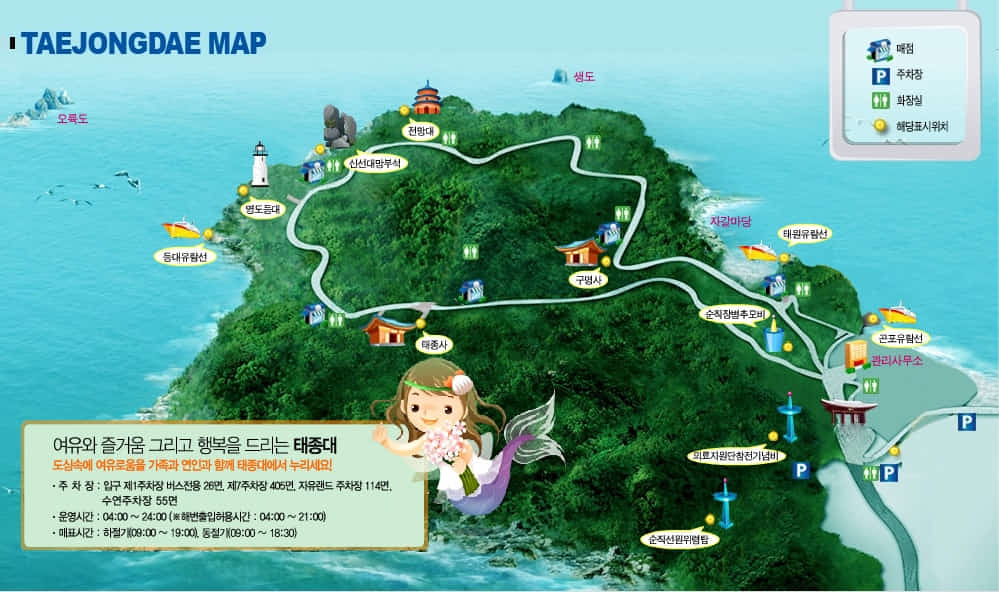 TAEJONGDAE MAP
매점
주차장
화장실
해당표시위치
오륙도
생도
전망대
신선대망부석
영도등대
등대유람선
자갈마당
태원유람선
구명사
순직장병추모비
곤포유람선
관리사무소
태종사
의료지원단참전기념비
순직선원위령탑
여유와 즐거움 그리고 행복을 드리는 태종대
도심속에 여유로움을 가족과 연인과 함께 태종대에서 누리세요!
· 주 차 장 : 입구 제1주차장 버스전용 26면, 제7주차장 405면, 자유랜드 주차장 114면,
수연주차장 55면
· 운영시간 : 04:00 ~ 24:00 (※해변출입허용시간 : 04:00 ~ 21:00)
· 매표시간 : 하절기(09:00 ~ 19:00), 동절기(09:00 ~ 18:30)
P
P
P
P